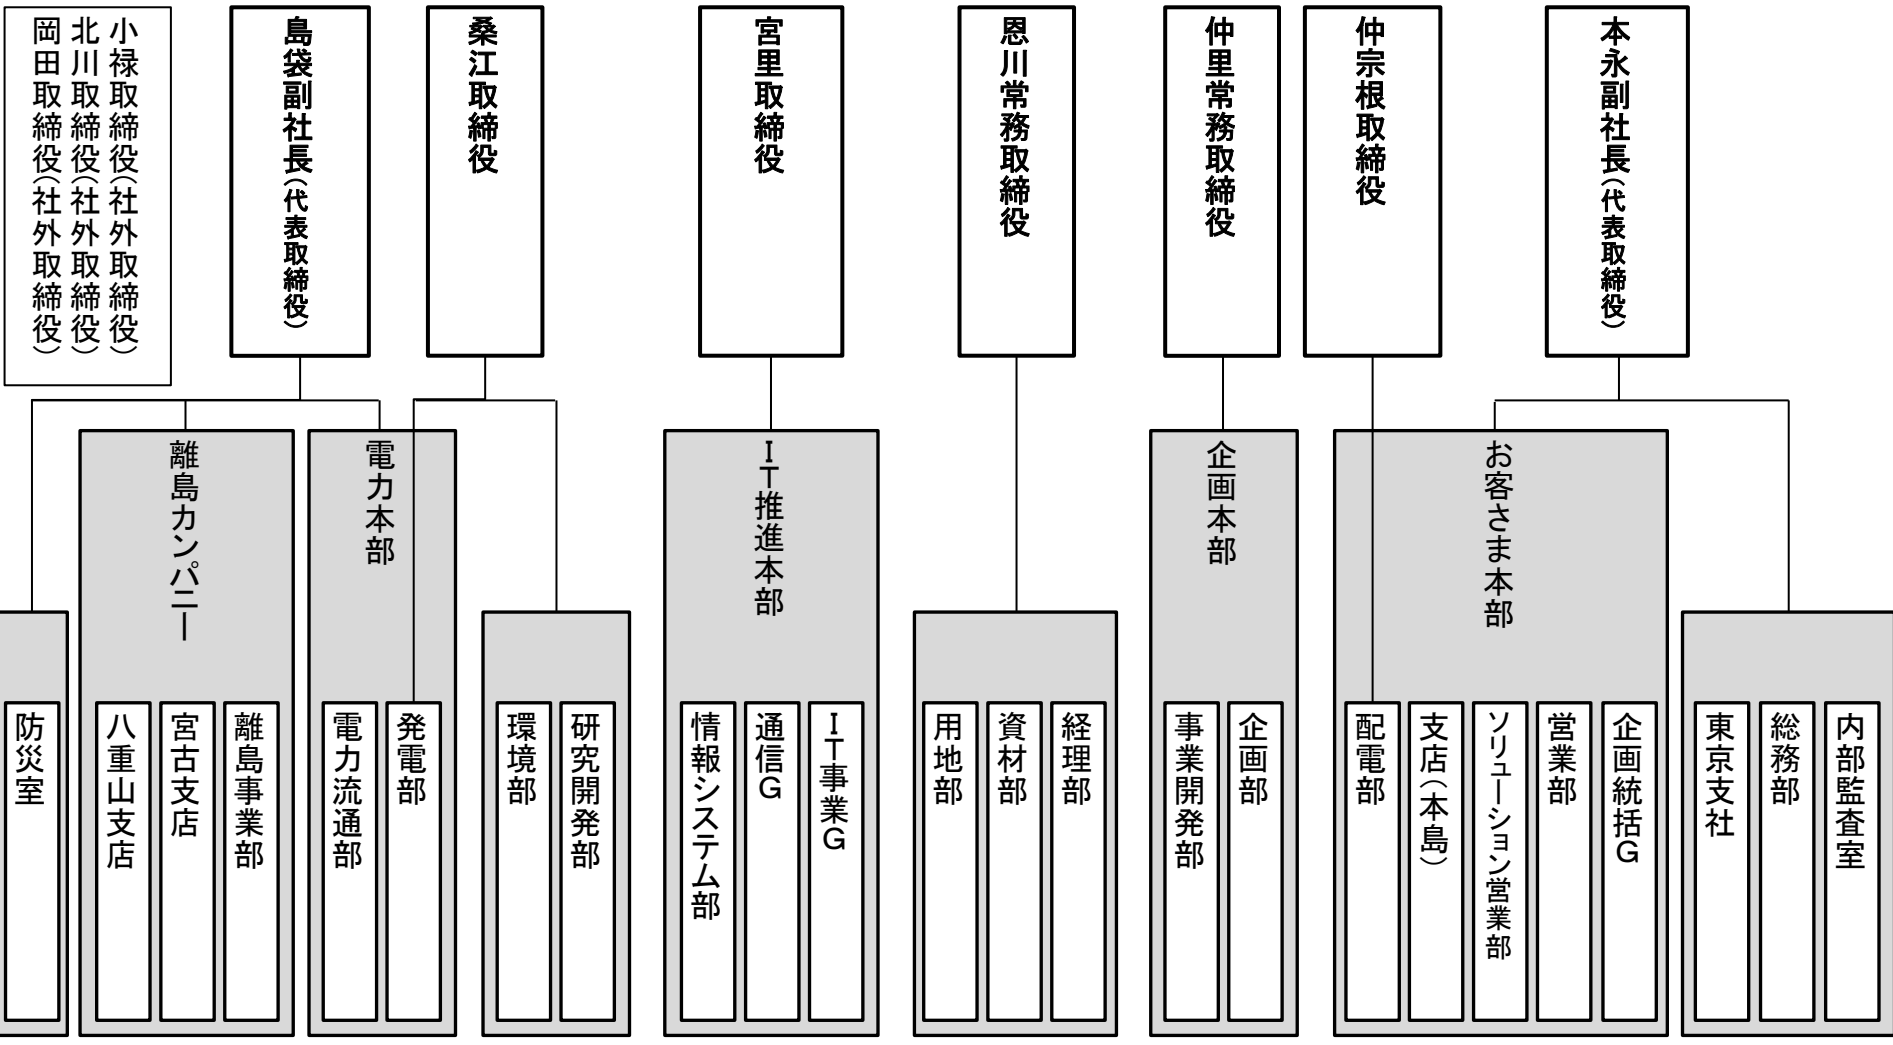 本永副社長（代表取締役）
仲宗根取締役
仲里常務取締役
恩川常務取締役
宮里取締役
桑江取締役
島袋副社長（代表取締役）
小禄取締役（社外取締役）
北川取締役（社外取締役）
岡田取締役（社外取締役）
お客さま本部
企画本部
ＩＴ推進本部
電力本部
離島カンパニー
内部監査室
総務部
東京支社
企画統括Ｇ
営業部
ソリューション営業部
支店（本島）
配電部
企画部
事業開発部
経理部
資材部
用地部
ＩＴ事業Ｇ
通信Ｇ
情報システム部
研究開発部
環境部
発電部
電力流通部
離島事業部
宮古支店
八重山支店
防災室